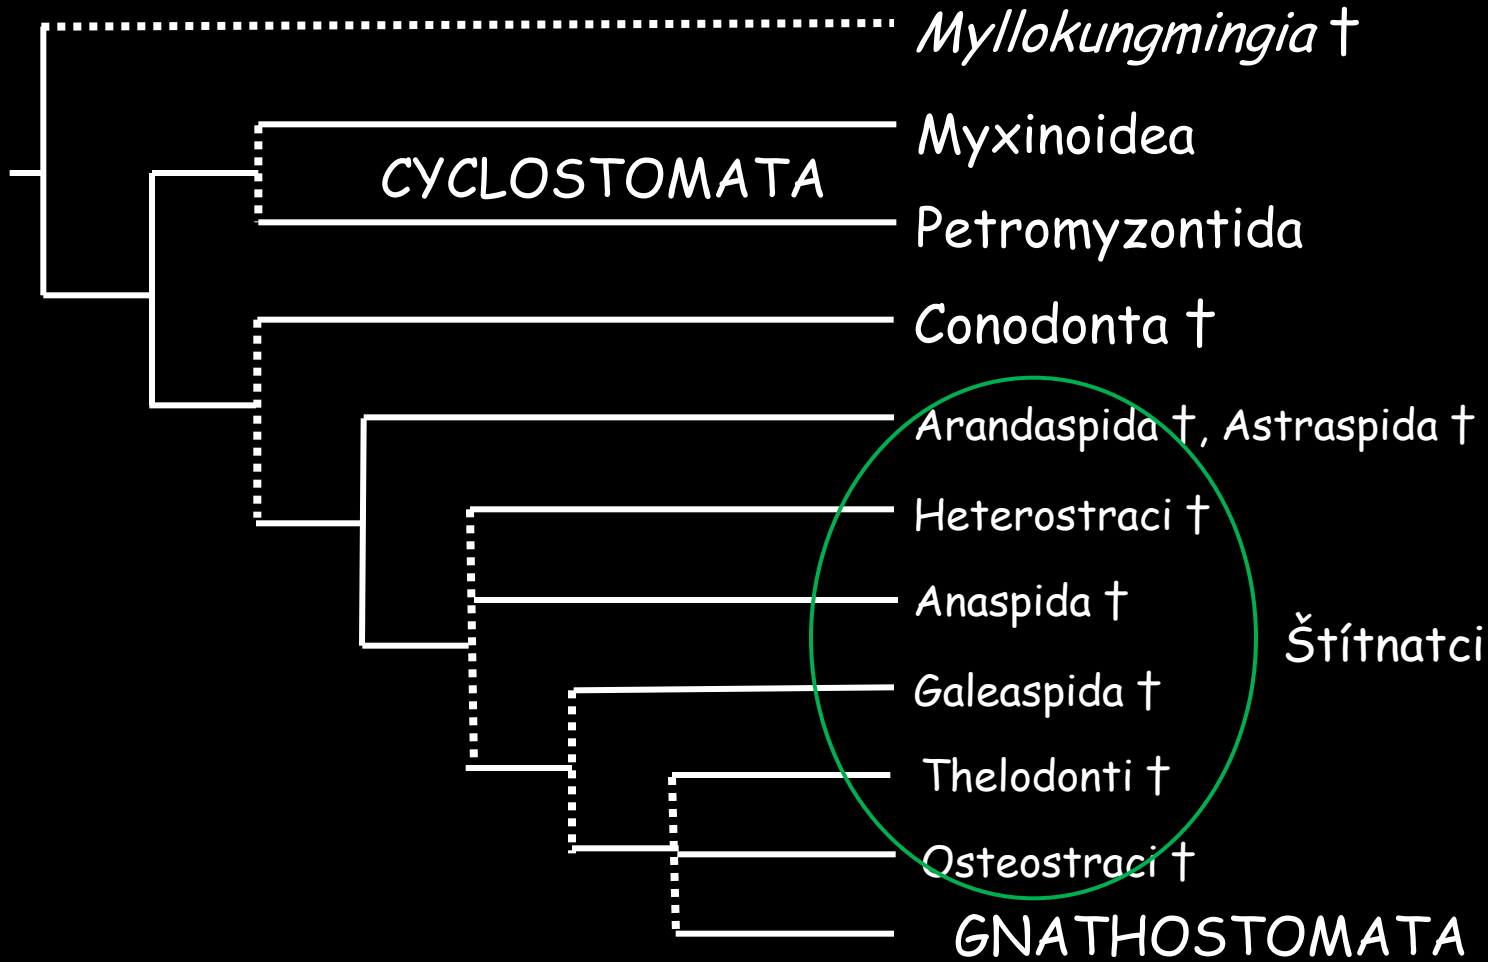 Myllokungmingia †
Myxinoidea
CYCLOSTOMATA
Petromyzontida
Conodonta †
Arandaspida †, Astraspida †
Heterostraci †
Anaspida †
Štítnatci
Galeaspida †
Thelodonti †
Osteostraci †
GNATHOSTOMATA